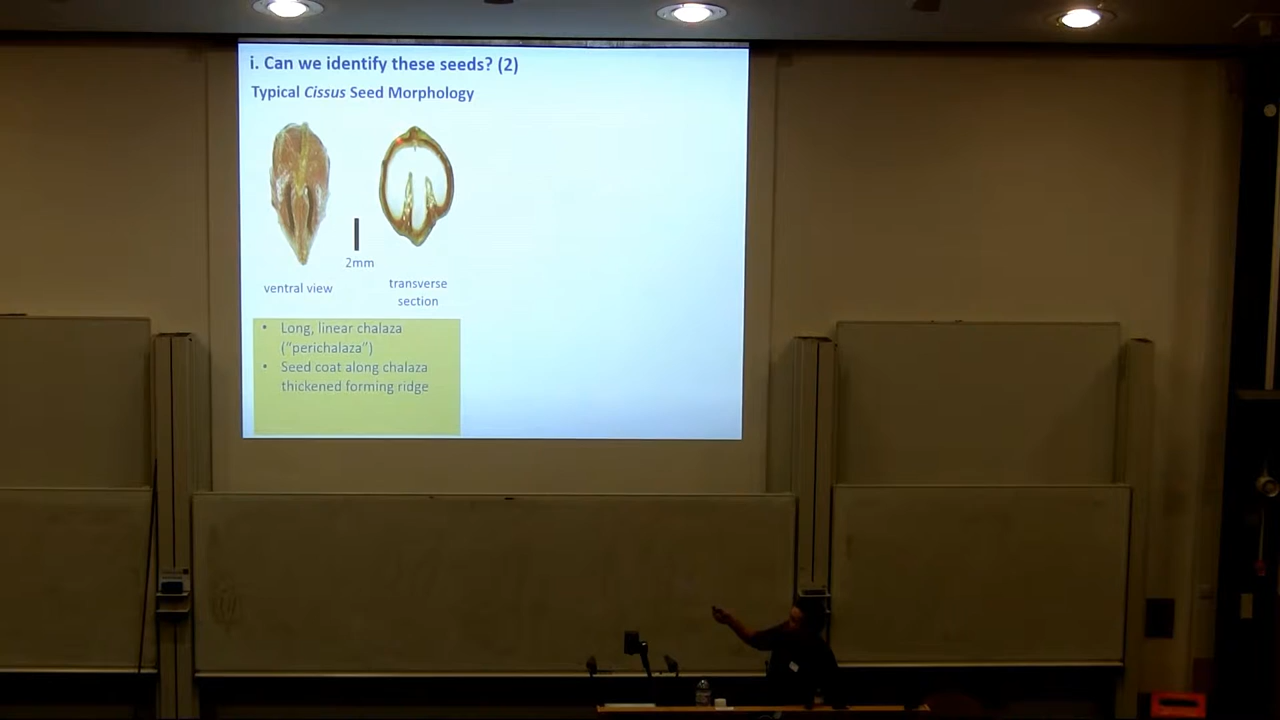 i. Can we identify these seeds? (2)
Typical Cissus Seed Morphology
2mm
ventral view
transverse
section
• Long, linear chalaza
("perichalaza")
• Seed coat along chalaza
thickened forming ridge